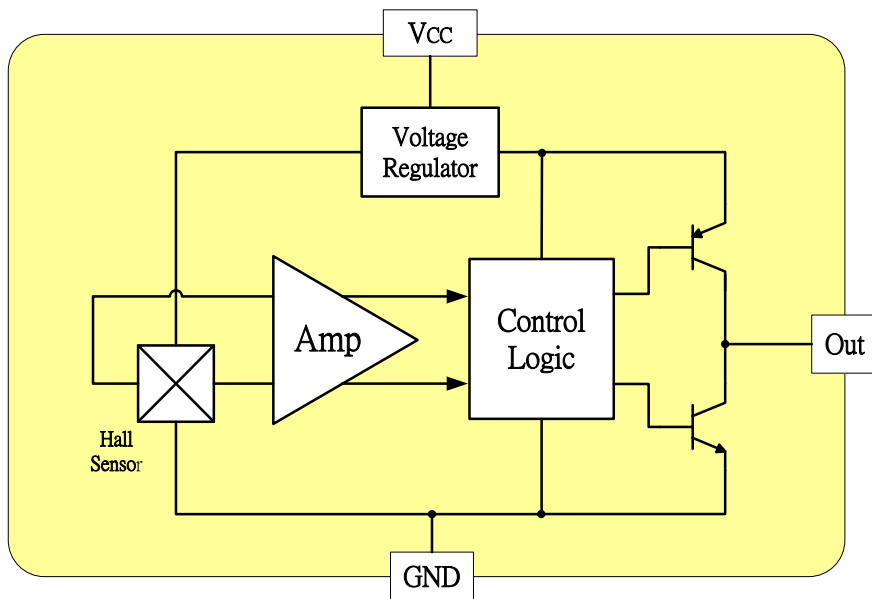 Vcc
Voltage
Regulator
Amp
Control
Logic
Out
Hall
Sensor
GND